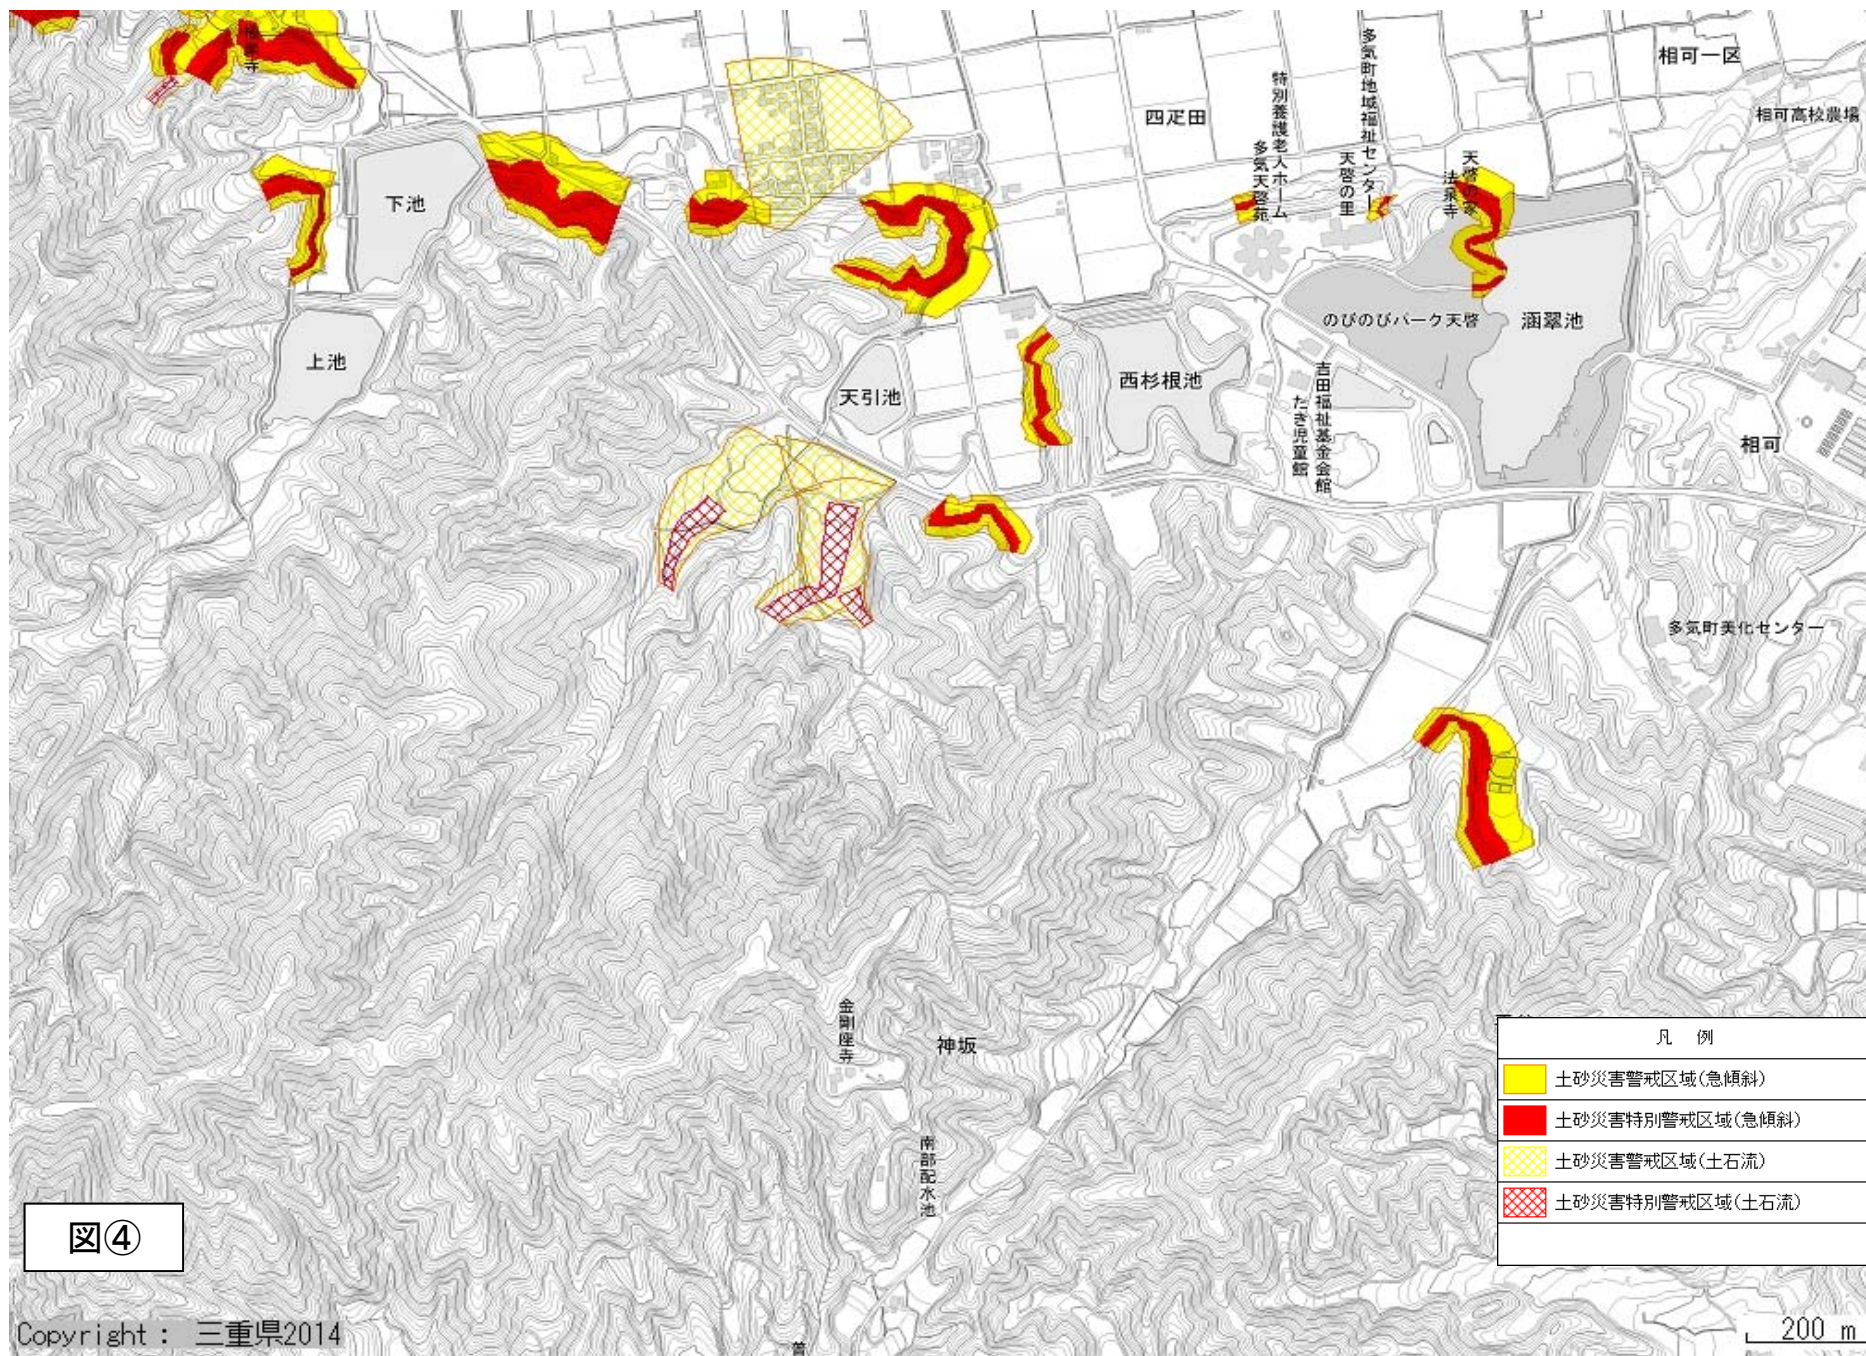 相可一区
相可高校農場
四疋田
多気町地域福祉センター
天啓の里
特別養護老人ホーム
多気天啓苑
天啓の家
法泉寺
下池
のびのびパーク天啓
涵翠池
上池
天引池
西杉根池
吉田福祉基金会館
たき児童館
相可
多気町美化センター
金剛座寺
神坂
南部配水池
凡 例
土砂災害警戒区域(急傾斜)
土砂災害特別警戒区域(急傾斜)
土砂災害警戒区域(土石流)
土砂災害特別警戒区域(土石流)
図④
Copyright : 三重県2014
200 m